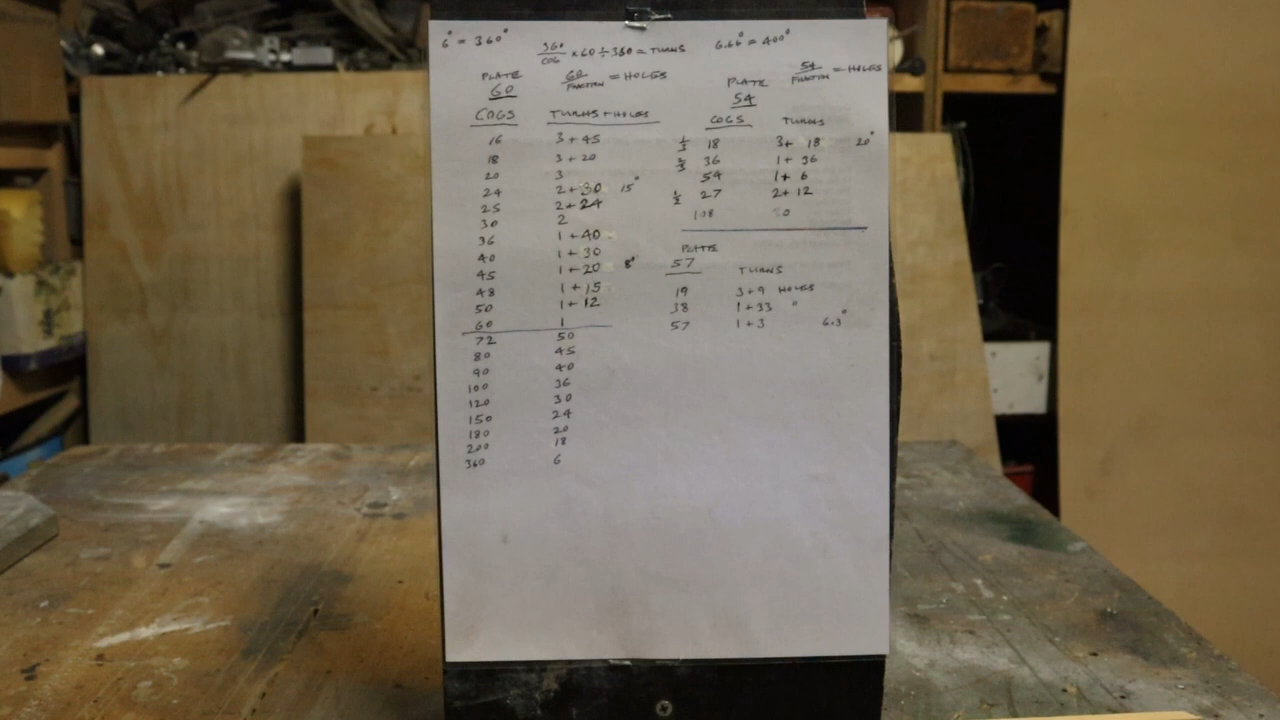 6° = 360°
360/COG × 60 ÷ 360 = TURNS
6.66° = 400°
PLATE
60
60/FRACTION = HOLES
COGS TURNS + HOLES
16 3 + 45
18 3 + 20
20 3
24 2 + 30 15°
25 2 + 24
30 2
36 1 + 40
40 1 + 30
45 1 + 20 8°
48 1 + 15
50 1 + 12
60 1
72 50
80 45
90 40
100 36
120 30
150 24
180 20
200 18
360 6
PLATE
54
54/FRACTION = HOLES
COGS TURNS
1/3 18 3 + 18 20°
2/3 36 1 + 36
54 1 + 6
1/2 27 2 + 12
108
PLATE
57
TURNS
19 3 + 9 HOLES
38 1 + 33 "
57 1 + 3 6.3°